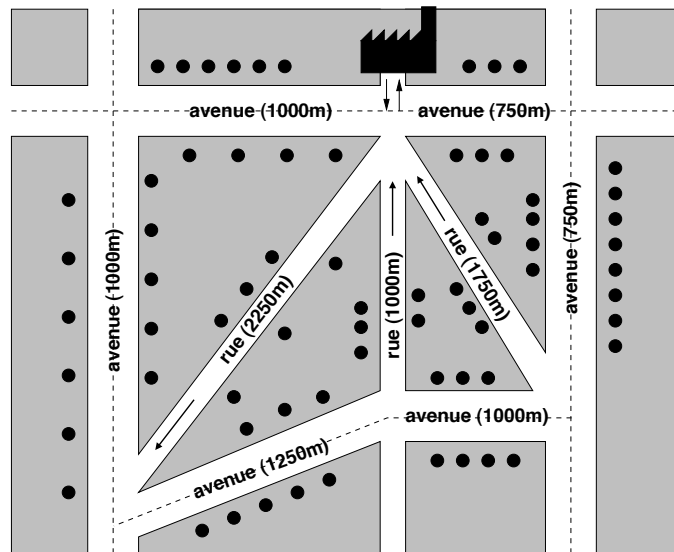 avenue (1000m)
avenue (750m)
avenue (1000m)
rue (2250m)
rue (1000m)
rue (1750m)
avenue (750m)
avenue (1000m)
avenue (1250m)